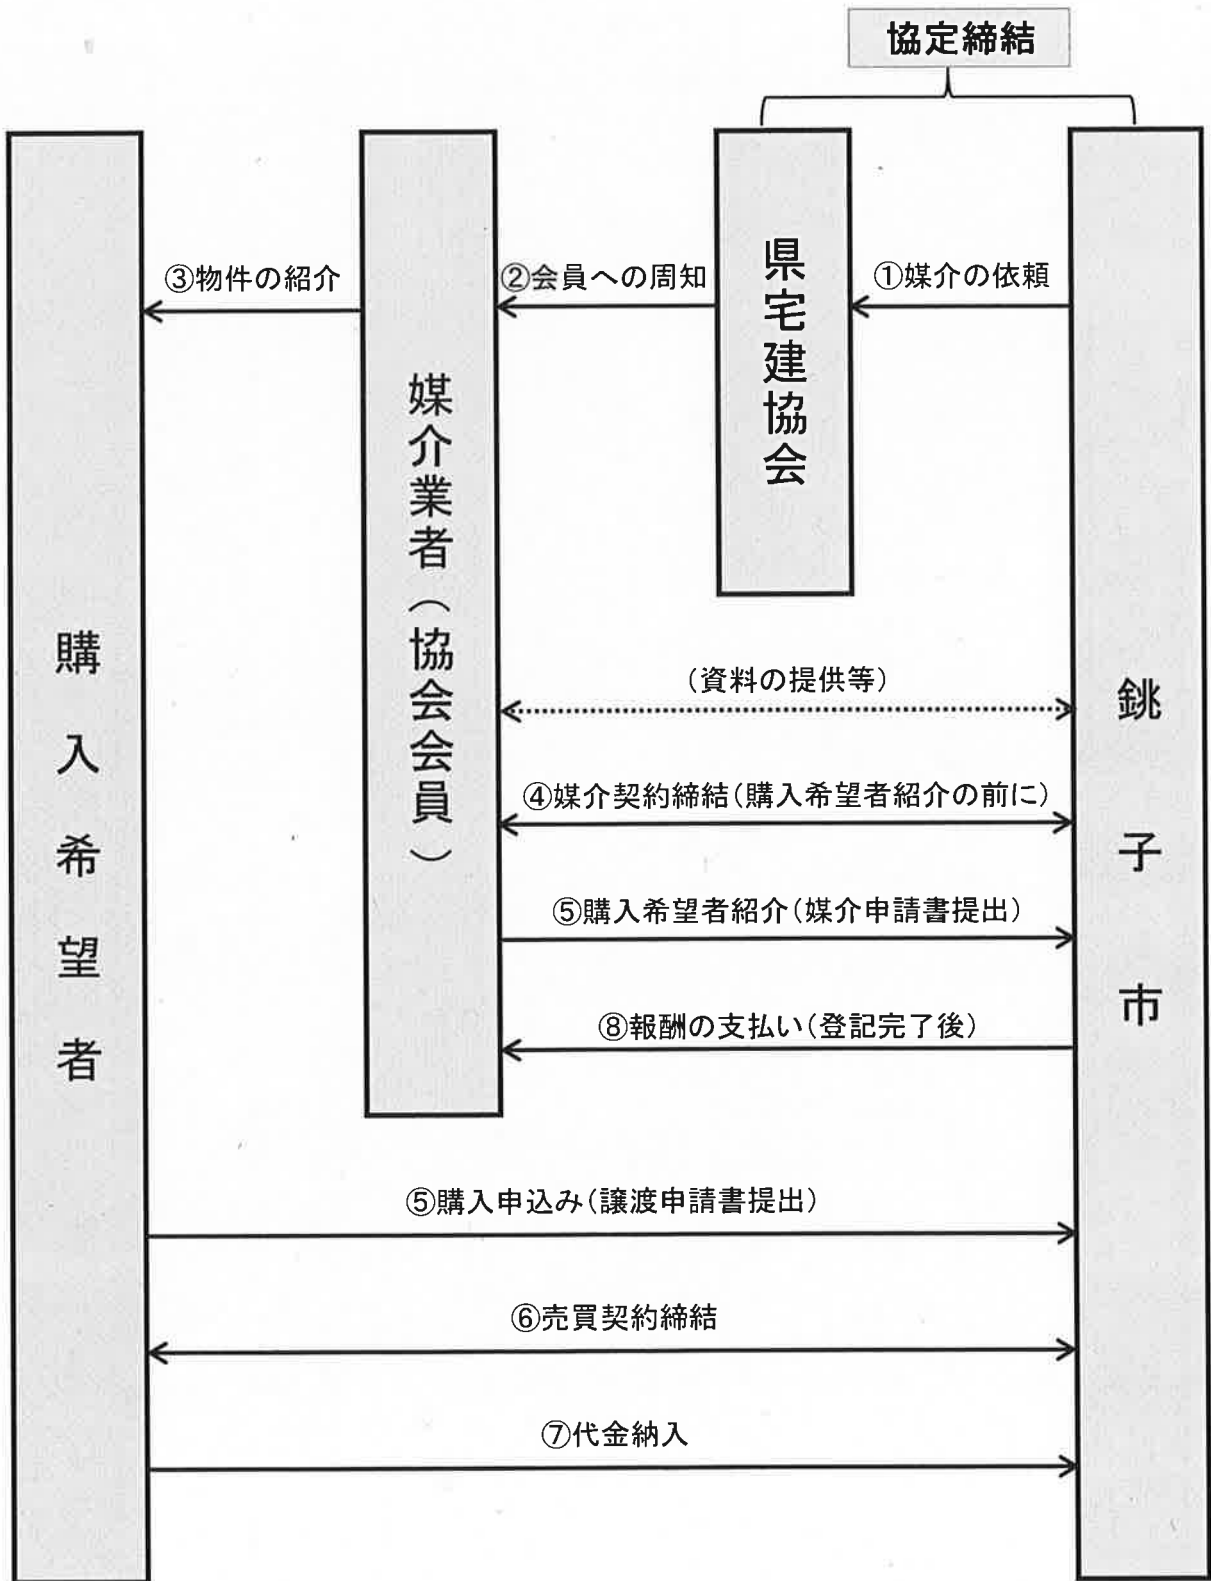 協定締結
③物件の紹介
②会員への周知
①媒介の依頼
県宅建協会
媒介業者（協会会員）
購入希望者
銚子市
(資料の提供等)
④媒介契約締結(購入希望者紹介の前に)
⑤購入希望者紹介(媒介申請書提出)
⑧報酬の支払い(登記完了後)
⑤購入申込み(譲渡申請書提出)
⑥売買契約締結
⑦代金納入